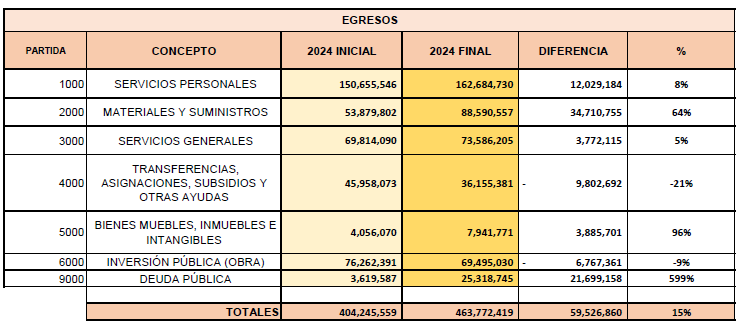 EGRESOS
PARTIDA CONCEPTO 2024 INICIAL 2024 FINAL DIFERENCIA %
1000 SERVICIOS PERSONALES 150,655,546 162,684,730 12,029,184 8%
2000 MATERIALES Y SUMINISTROS 53,879,802 88,590,557 34,710,755 64%
3000 SERVICIOS GENERALES 69,814,090 73,586,205 3,772,115 5%
TRANSFERENCIAS,
4000 ASIGNACIONES, SUBSIDIOS Y 45,958,073 36,155,381 - 9,802,692 -21%
OTRAS AYUDAS
BIENES MUEBLES, INMUEBLES E
5000 4,056,070 7,941,771 3,885,701 96%
INTANGIBLES
6000 INVERSIÓN PÚBLICA (OBRA) 76,262,391 69,495,030 - 6,767,361 -9%
9000 DEUDA PÚBLICA 3,619,587 25,318,745 21,699,158 599%
TOTALES 404,245,559 463,772,419 59,526,860 15%